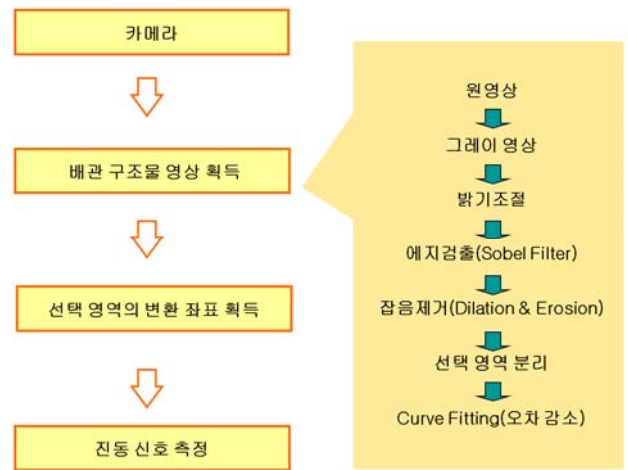 카메라
배관 구조물 영상 획득
선택 영역의 변환 좌표 획득
진동 신호 측정
원영상
그레이 영상
밝기조절
에지검출(Sobel Filter)
잡음제거(Dilation & Erosion)
선택 영역 분리
Curve Fitting(오차 감소)